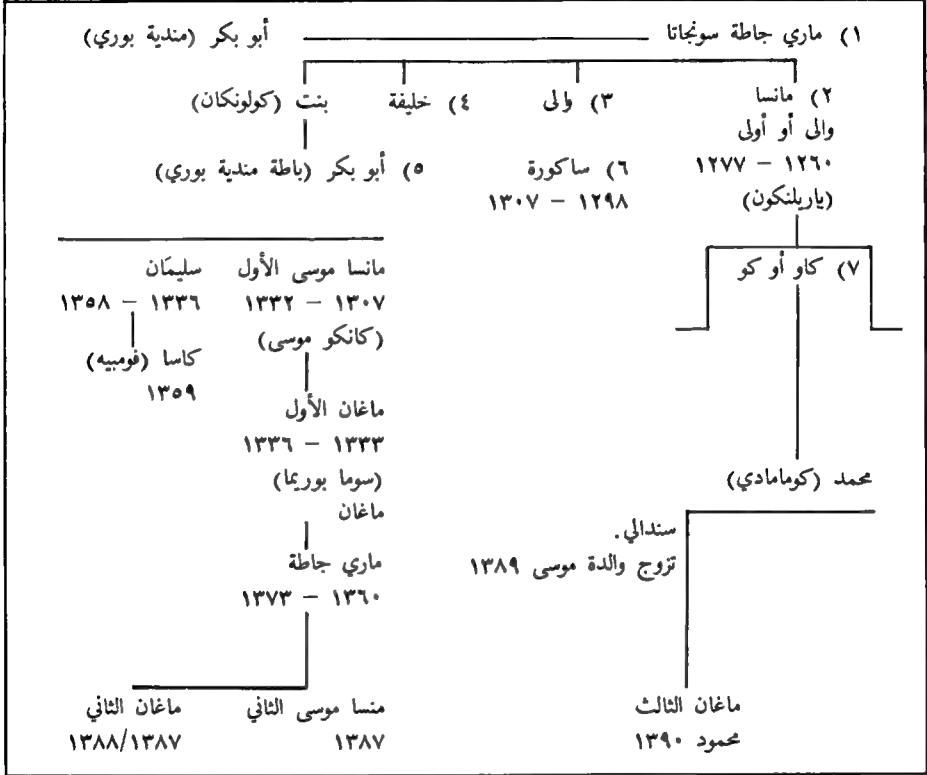 ١) ماري جاطة سونجاتا أبو بكر (مندية بوري)
٢) مانسا
والى أو أولى
١٢٦٠ – ١٢٧٧
(ياريلنكون)
٣) والى
٤) خليفة
بنت (كولونكان)
٥) أبو بكر (باطة مندية بوري)
٦) ساكورة
١٢٩٨ – ١٣٠٧
٧) كاو أو كو
مانسا موسى الأول
١٣٠٧ – ١٣٣٢
(كانكو موسى)
سليمَان
١٣٣٦ – ١٣٥٨
كاسا (فومبيه)
١٣٥٩
ماغان الأول
١٣٣٣ – ١٣٣٦
(سوما بوريما)
ماغان
محمد (كومامادي)
سندالي.
تزوج والدة موسى ١٣٨٩
ماري جاطة
١٣٦٠ – ١٣٧٣
ماغان الثالث
محمود ١٣٩٠
منسا موسى الثاني
١٣٨٧
ماغان الثاني
١٣٨٧/١٣٨٨